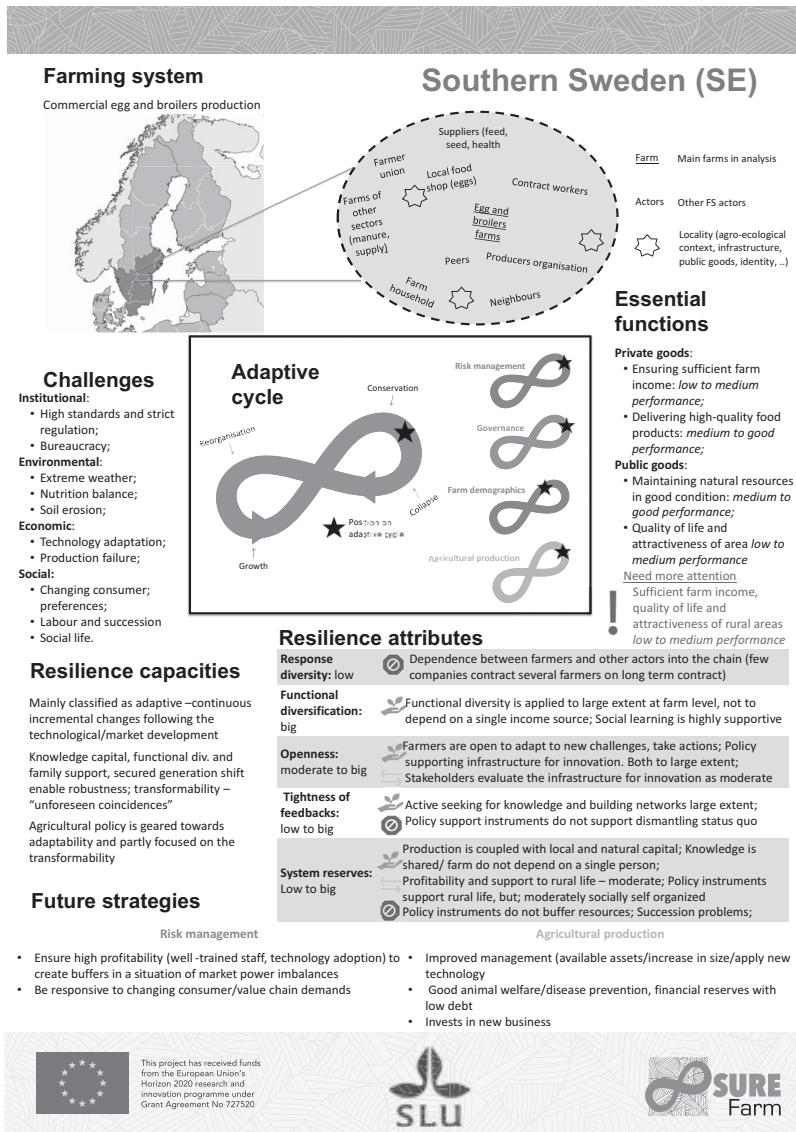 Farming system
Southern Sweden (SE)
Commercial egg and broilers production
Suppliers (feed,
seed, health
Farmer
union
Local food
shop (eggs)
Contract workers
Farms of
other
sectors
(manure,
supply)
Egg and
broilers
farms
Peers
Producers organisation
Farm
household
Neighbours
Farm
Main farms in analysis
Actors
Other FS actors
Locality (agro-ecological
context, infrastructure,
public goods, identity, ..)
Essential
functions
Private goods:
• Ensuring sufficient farm
income: low to medium
performance;
• Delivering high-quality food
products: medium to good
performance;
Public goods:
• Maintaining natural resources
in good condition: medium to
good performance;
• Quality of life and
attractiveness of area low to
medium performance
Need more attention
! Sufficient farm income,
quality of life and
attractiveness of rural areas
low to medium performance
Challenges
Institutional:
• High standards and strict
regulation;
• Bureaucracy;
Environmental:
• Extreme weather;
• Nutrition balance;
• Soil erosion;
Economic:
• Technology adaptation;
• Production failure;
Social:
• Changing consumer;
preferences;
• Labour and succession
• Social life.
Adaptive
cycle
Conservation
Reorganisation
Collapse
Growth
Position on
adaptive cycle
Risk management
Governance
Farm demographics
Agricultural production
Resilience capacities
Mainly classified as adaptive –continuous
incremental changes following the
technological/market development
Knowledge capital, functional div. and
family support, secured generation shift
enable robustness; transformability –
“unforeseen coincidences”
Agricultural policy is geared towards
adaptability and partly focused on the
transformability
Resilience attributes
Response
diversity: low
Dependence between farmers and other actors into the chain (few
companies contract several farmers on long term contract)
Functional
diversification:
big
Functional diversity is applied to large extent at farm level, not to
depend on a single income source; Social learning is highly supportive
Openness:
moderate to big
Farmers are open to adapt to new challenges, take actions; Policy
supporting infrastructure for innovation. Both to large extent;
Stakeholders evaluate the infrastructure for innovation as moderate
Tightness of
feedbacks:
low to big
Active seeking for knowledge and building networks large extent;
Policy support instruments do not support dismantling status quo
System reserves:
Low to big
Production is coupled with local and natural capital; Knowledge is
shared/ farm do not depend on a single person;
Profitability and support to rural life – moderate; Policy instruments
support rural life, but; moderately socially self organized
Policy instruments do not buffer resources; Succession problems;
Future strategies
Risk management
• Ensure high profitability (well -trained staff, technology adoption) to
create buffers in a situation of market power imbalances
• Be responsive to changing consumer/value chain demands
Agricultural production
• Improved management (available assets/increase in size/apply new
technology
• Good animal welfare/disease prevention, financial reserves with
low debt
• Invests in new business
This project has received funds
from the European Union's
Horizon 2020 research and
innovation programme under
Grant Agreement No 727520
SLU
SURE
Farm